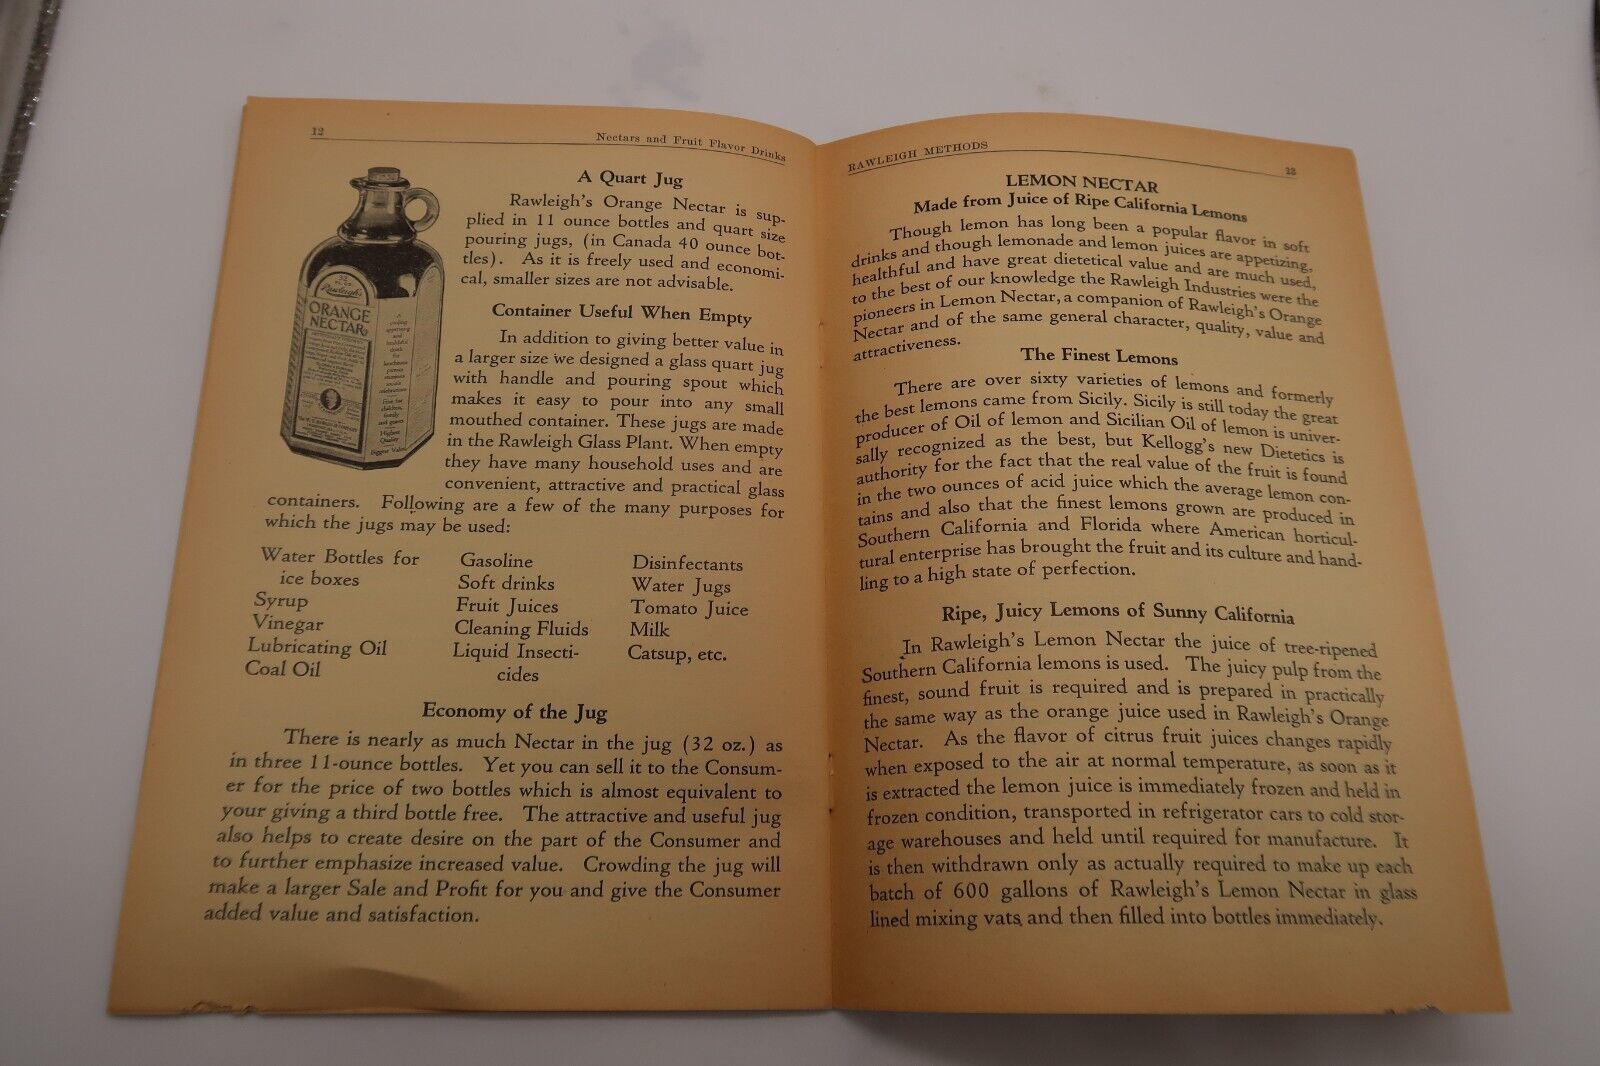 12
Nectars and Fruit Flavor Drinks
A Quart Jug
Rawleigh's Orange Nectar is sup-
plied in 11 ounce bottles and quart size
pouring jugs, (in Canada 40 ounce bot-
tles). As it is freely used and economi-
cal, smaller sizes are not advisable.
Container Useful When Empty
In addition to giving better value in
a larger size we designed a glass quart jug
with handle and pouring spout which
makes it easy to pour into any small
mouthed container. These jugs are made
in the Rawleigh Glass Plant. When empty
they have many household uses and are
convenient, attractive and practical glass
containers. Following are a few of the many purposes for
which the jugs may be used:
Water Bottles for
ice boxes
Syrup
Vinegar
Lubricating Oil
Coal Oil
Gasoline
Soft drinks
Fruit Juices
Cleaning Fluids
Liquid Insecti-
cides
Disinfectants
Water Jugs
Tomato Juice
Milk
Catsup, etc.
Economy of the Jug
There is nearly as much Nectar in the jug (32 oz.) as
in three 11-ounce bottles. Yet you can sell it to the Consum-
er for the price of two bottles which is almost equivalent to
your giving a third bottle free. The attractive and useful jug
also helps to create desire on the part of the Consumer and
to further emphasize increased value. Crowding the jug will
make a larger Sale and Profit for you and give the Consumer
added value and satisfaction.
32
Rawleigh's
ORANGE
NECTAR
A
cooling
appetizing
and
healthful
drink
for
luncheons
picnics
Fine for
children,
family
and guests
Highest
Quality
Biggest Value
RAWLEIGH METHODS
13
LEMON NECTAR
Made from Juice of Ripe California Lemons
Though lemon has long been a popular flavor in soft
drinks and though lemonade and lemon juices are appetizing,
healthful and have great dietetical value and are much used,
to the best of our knowledge the Rawleigh Industries were the
pioneers in Lemon Nectar, a companion of Rawleigh's Orange
Nectar and of the same general character, quality, value and
attractiveness.
The Finest Lemons
There are over sixty varieties of lemons and formerly
the best lemons came from Sicily. Sicily is still today the great
producer of Oil of lemon and Sicilian Oil of lemon is univer-
sally recognized as the best, but Kellogg's new Dietetics is
authority for the fact that the real value of the fruit is found
in the two ounces of acid juice which the average lemon con-
tains and also that the finest lemons grown are produced in
Southern California and Florida where American horticul-
tural enterprise has brought the fruit and its culture and hand-
ling to a high state of perfection.
Ripe, Juicy Lemons of Sunny California
In Rawleigh's Lemon Nectar the juice of tree-ripened
Southern California lemons is used. The juicy pulp from the
finest, sound fruit is required and is prepared in practically
the same way as the orange juice used in Rawleigh's Orange
Nectar. As the flavor of citrus fruit juices changes rapidly
when exposed to the air at normal temperature, as soon as it
is extracted the lemon juice is immediately frozen and held in
frozen condition, transported in refrigerator cars to cold stor-
age warehouses and held until required for manufacture. It
is then withdrawn only as actually required to make up each
batch of 600 gallons of Rawleigh's Lemon Nectar in glass
lined mixing vats and then filled into bottles immediately.